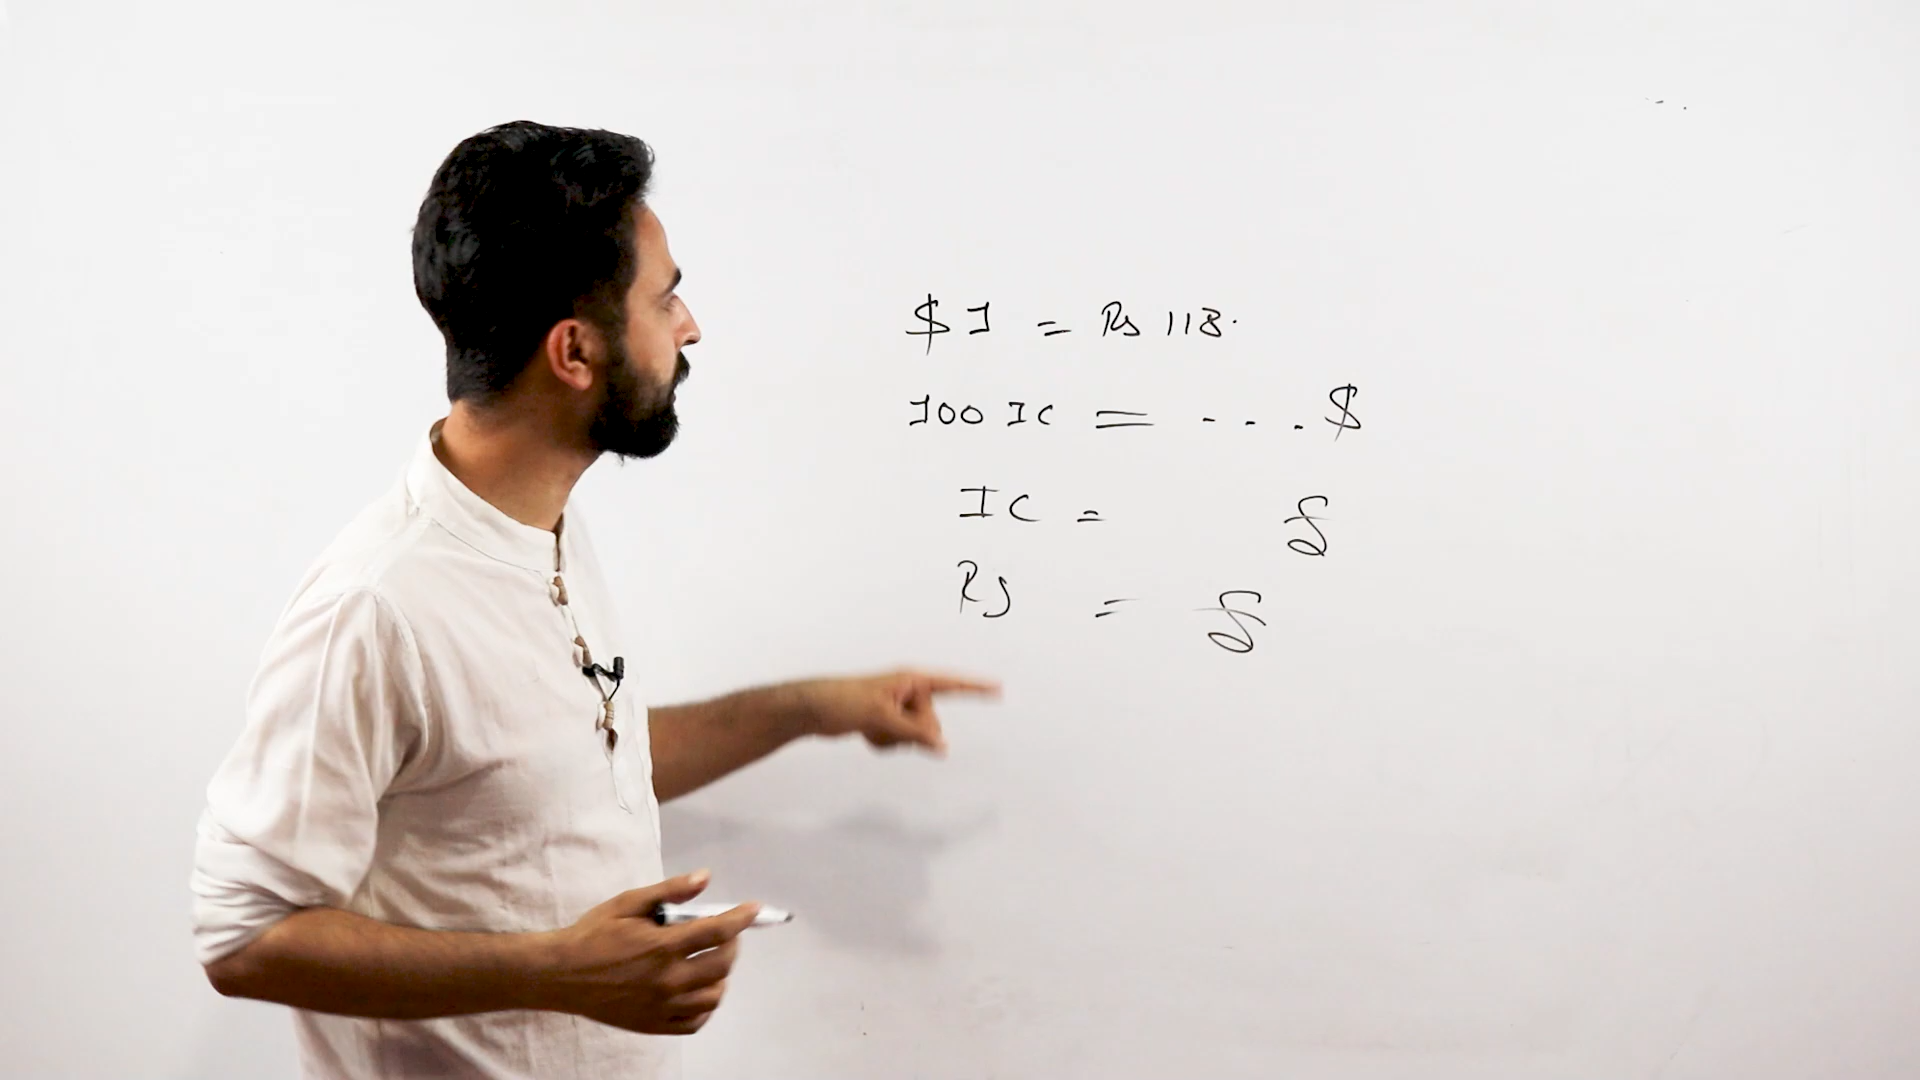 $ 1 = Rs 118.
100 IC = . . . $
IC =
Rs =